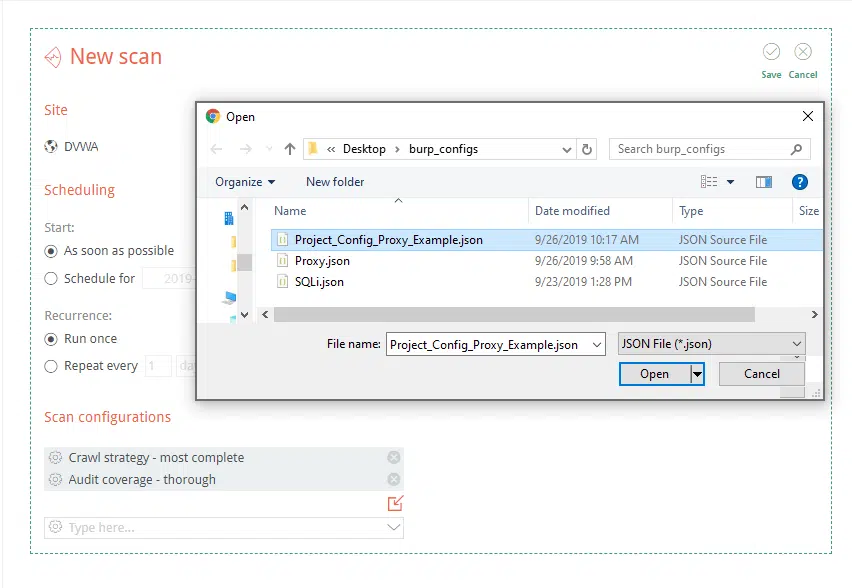 New scan
Save Cancel
Site
DVWA
Scheduling
Start:
As soon as possible
Schedule for 2019-
Recurrence:
Run once
Repeat every 1 day
Scan configurations
Crawl strategy - most complete
Audit coverage - thorough
Type here...
Open
« Desktop › burp_configs
Search burp_configs
Organize New folder
?
Name Date modified Type Size
Project_Config_Proxy_Example.json 9/26/2019 10:17 AM JSON Source File
Proxy.json 9/26/2019 9:58 AM JSON Source File
SQLi.json 9/23/2019 1:28 PM JSON Source File
File name: Project_Config_Proxy_Example.json JSON File (*.json)
Open Cancel